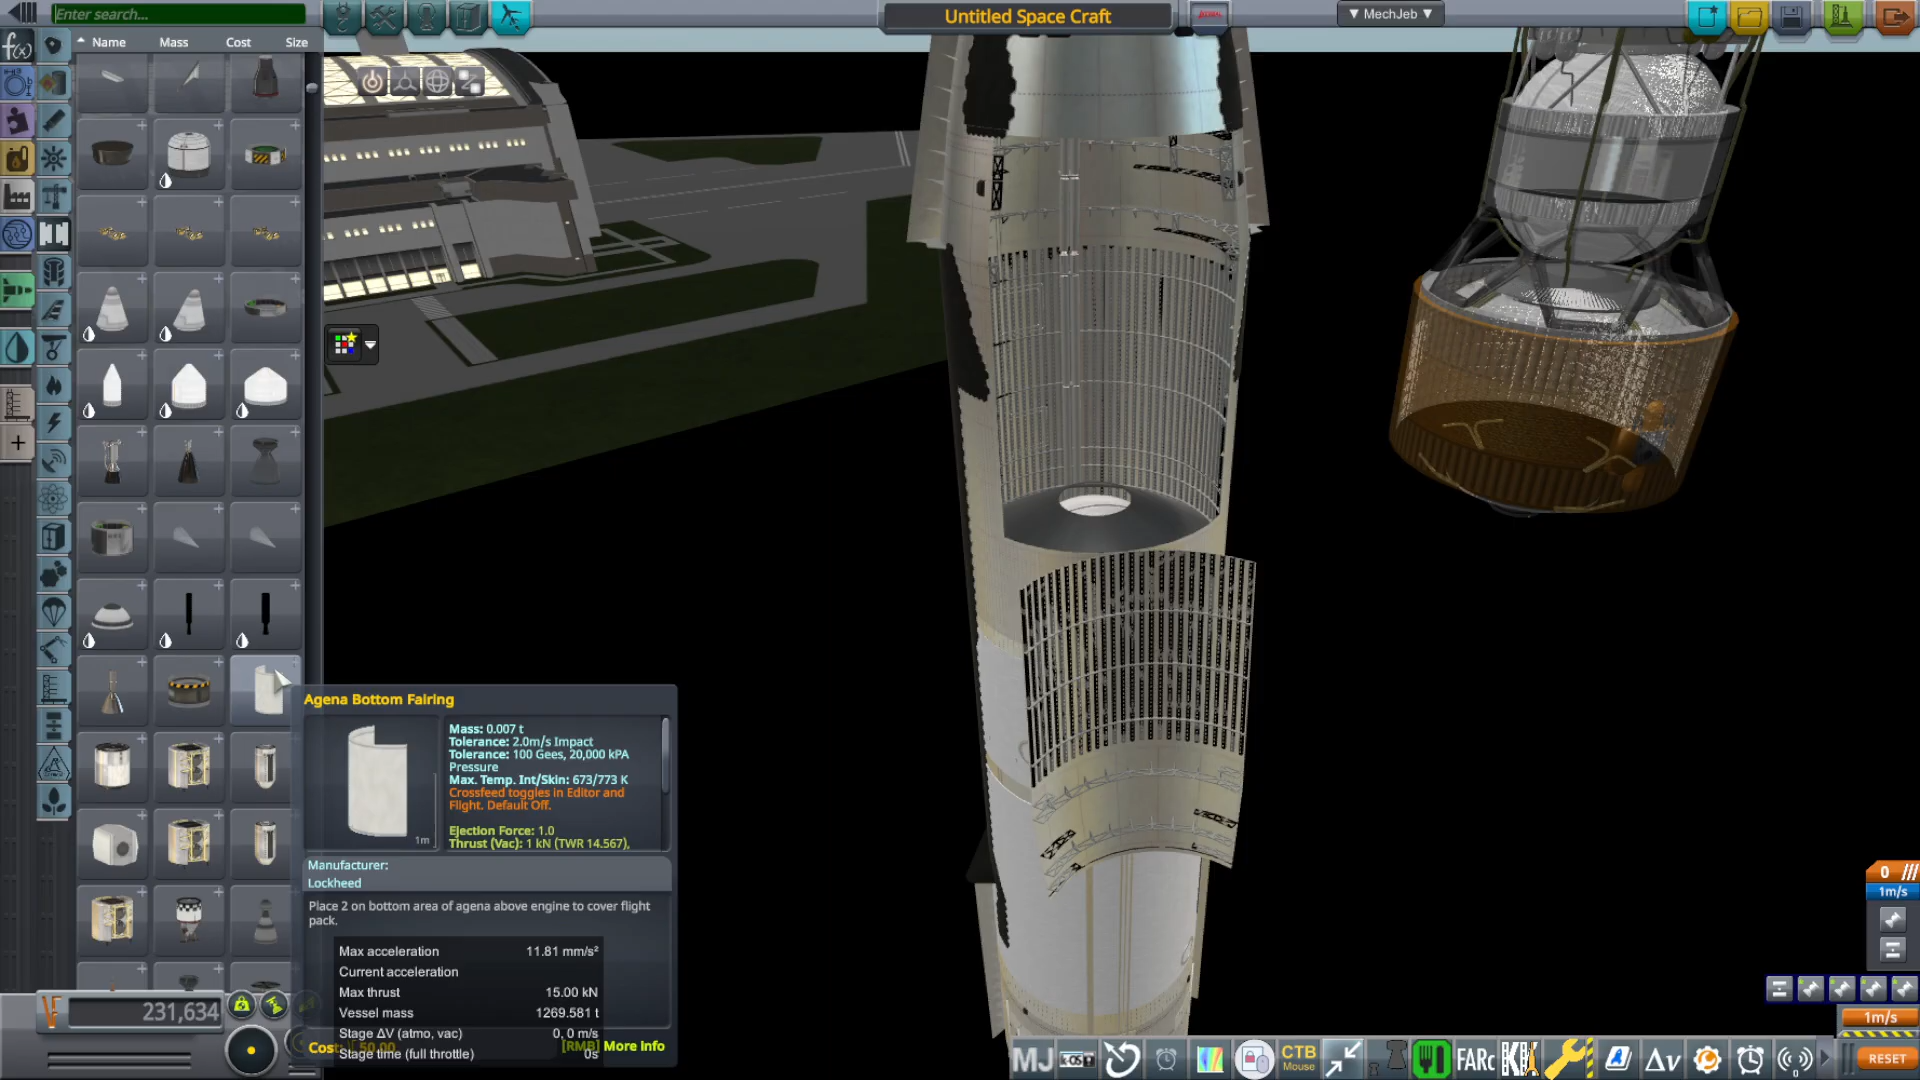 Enter search...
Untitled Space Craft
▼ MechJeb ▼
Name Mass Cost Size
f(x)
Agena Bottom Fairing
Mass: 0.007 t
Tolerance: 2.0m/s Impact
Tolerance: 100 Gees, 20,000 kPA
Pressure
Max. Temp. Int/Skin: 673/773 K
Crossfeed toggles in Editor and
Flight. Default Off.
Ejection Force: 1.0
Thrust (Vac): 1 kN (TWR 14.567),
1m
Manufacturer:
Lockheed
Place 2 on bottom area of agena above engine to cover flight
pack.
Max acceleration 11.81 mm/s²
Current acceleration
Max thrust 15.00 kN
Vessel mass 1269.581 t
Stage ΔV (atmo, vac) 0, 0 m/s
Stage time (full throttle) 0s
Cost: 50.00
[RMB] More Info
231,634
0
1m/s
1m/s
MJ kOS CTB Mouse FARc Δv RESET